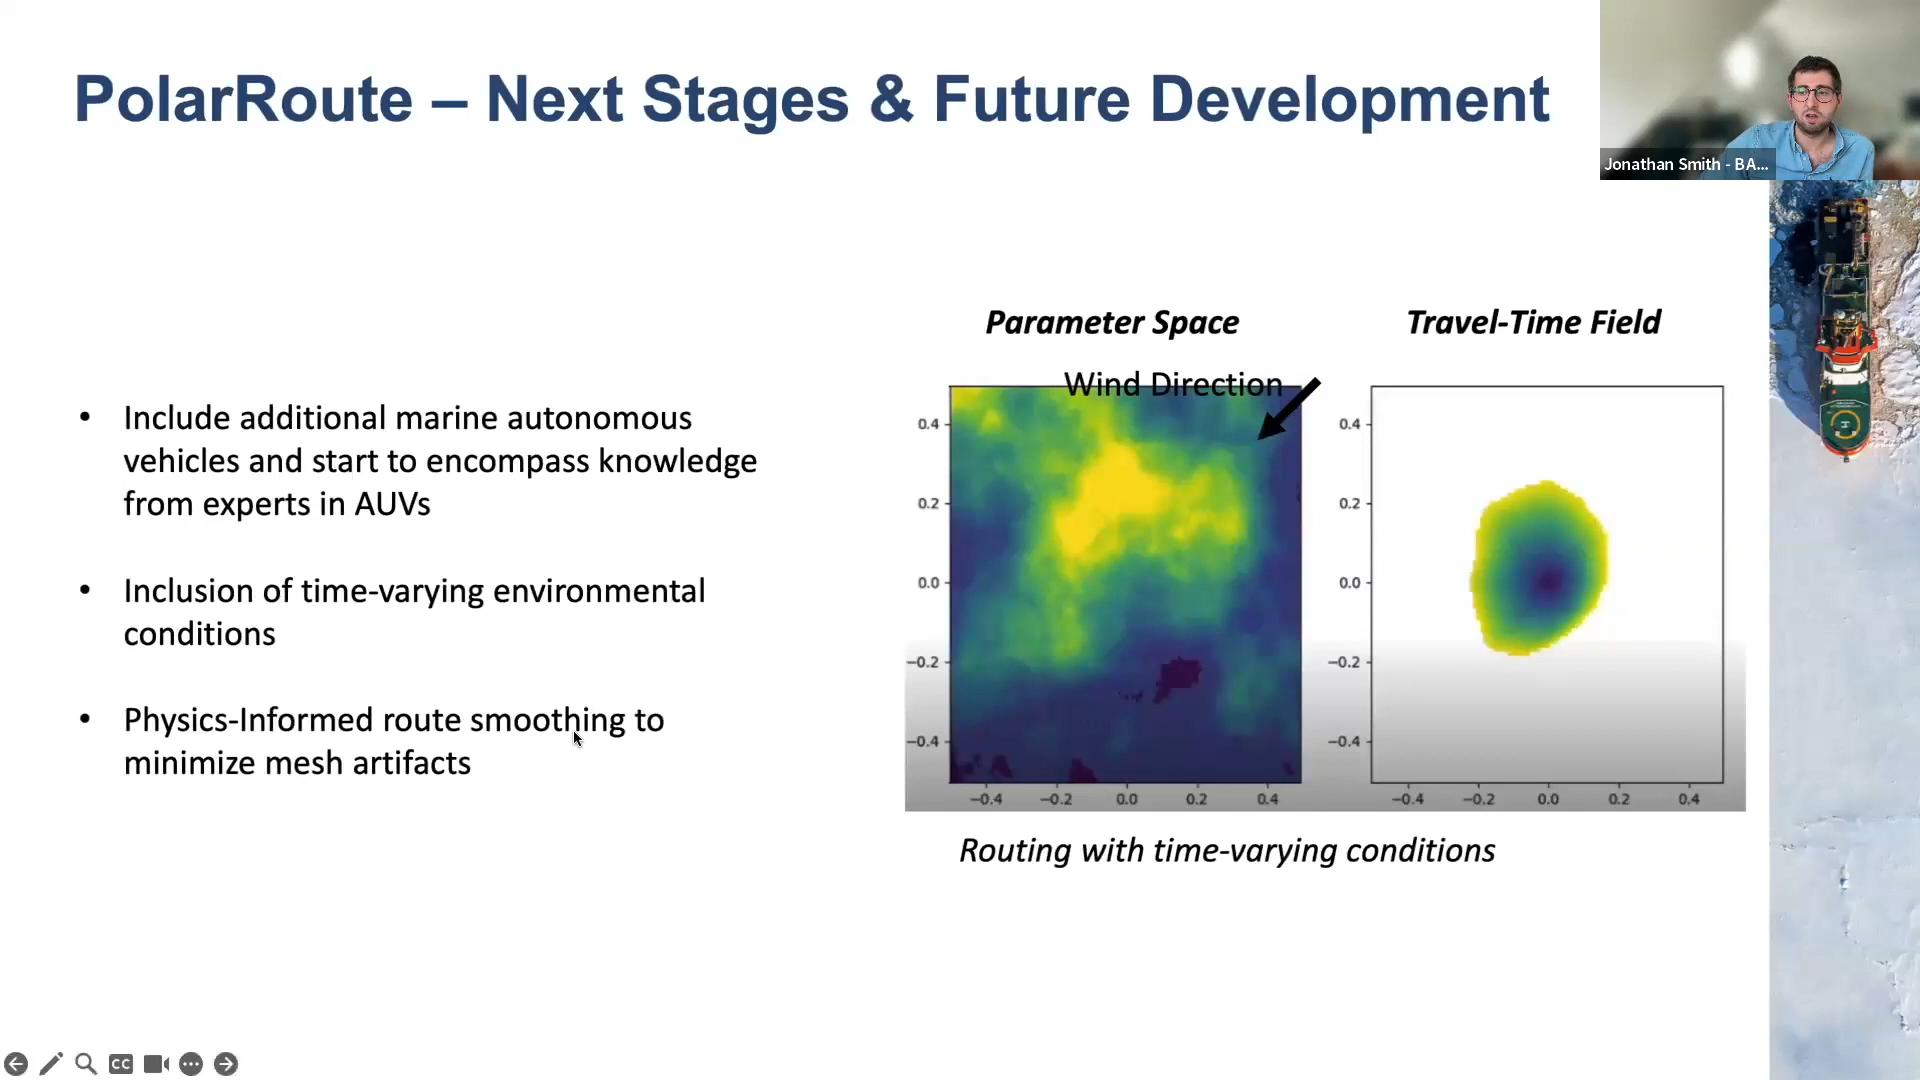 PolarRoute – Next Stages & Future Development
Jonathan Smith - BA...
• Include additional marine autonomous
vehicles and start to encompass knowledge
from experts in AUVs
• Inclusion of time-varying environmental
conditions
• Physics-Informed route smoothing to
minimize mesh artifacts
Parameter Space
Travel-Time Field
Wind Direction
0.4
0.2
0.0
−0.2
−0.4
−0.4 −0.2 0.0 0.2 0.4
0.4
0.2
0.0
−0.2
−0.4
−0.4 −0.2 0.0 0.2 0.4
Routing with time-varying conditions
CC